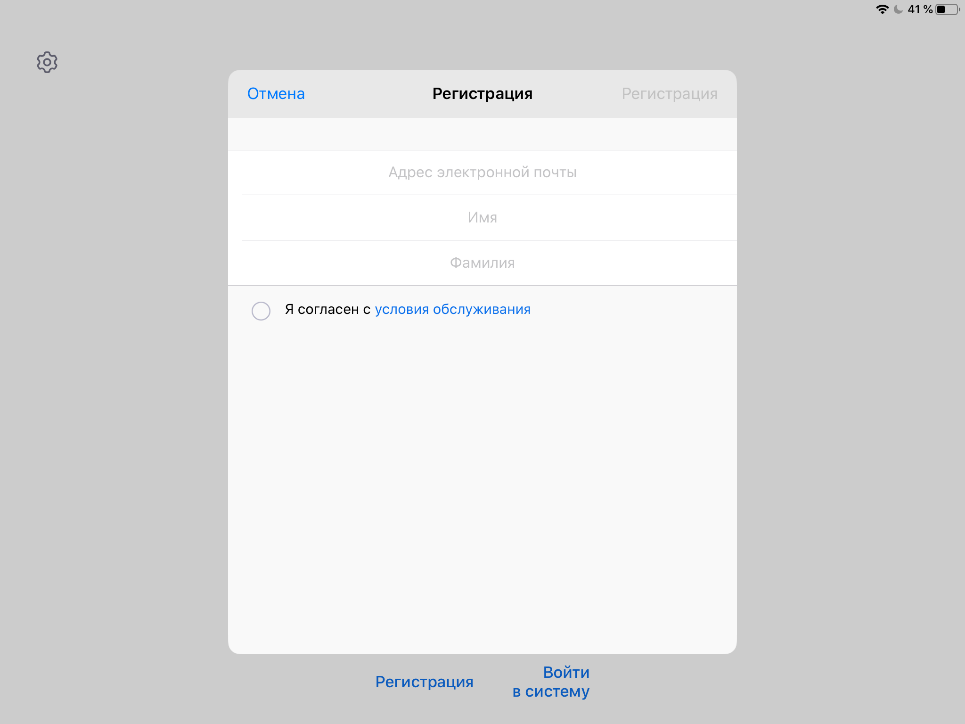 41 %
Отмена
Регистрация
Регистрация
Адрес электронной почты
Имя
Фамилия
Я согласен с условия обслуживания
Регистрация
Войти
в систему